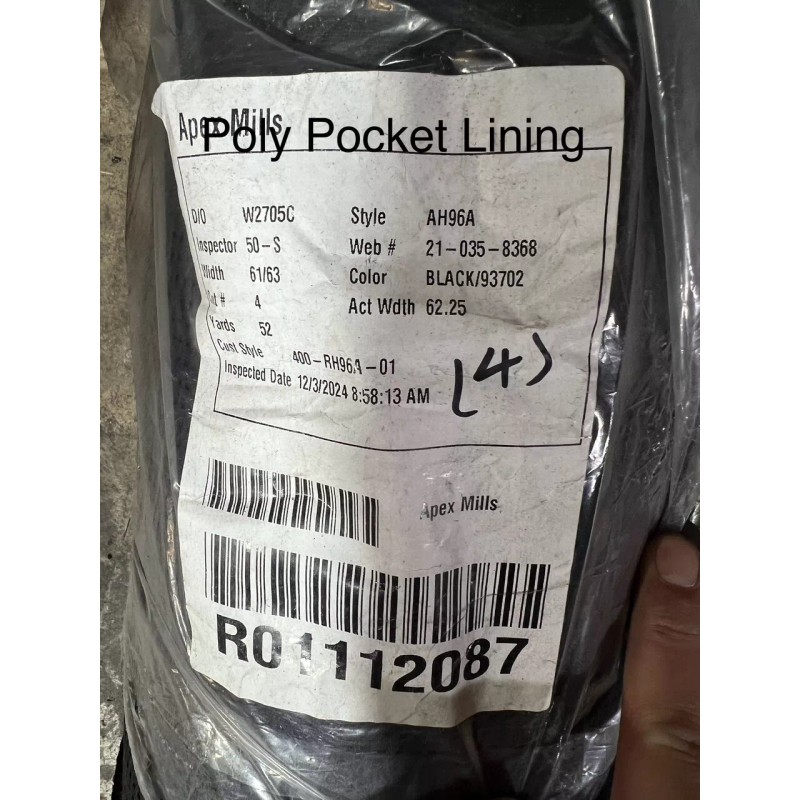 Apex Mills
Poly Pocket Lining
D/O W2705C Style AH96A
Inspector 50-S Web # 21-035-8368
Width 61/63 Color BLACK/93702
Cut # 4 Act Wdth 62.25
Yards 52
Cust Style 400-RH96A-01
Inspected Date 12/3/2024 8:58:13 AM
(4)
Apex Mills
R01112087